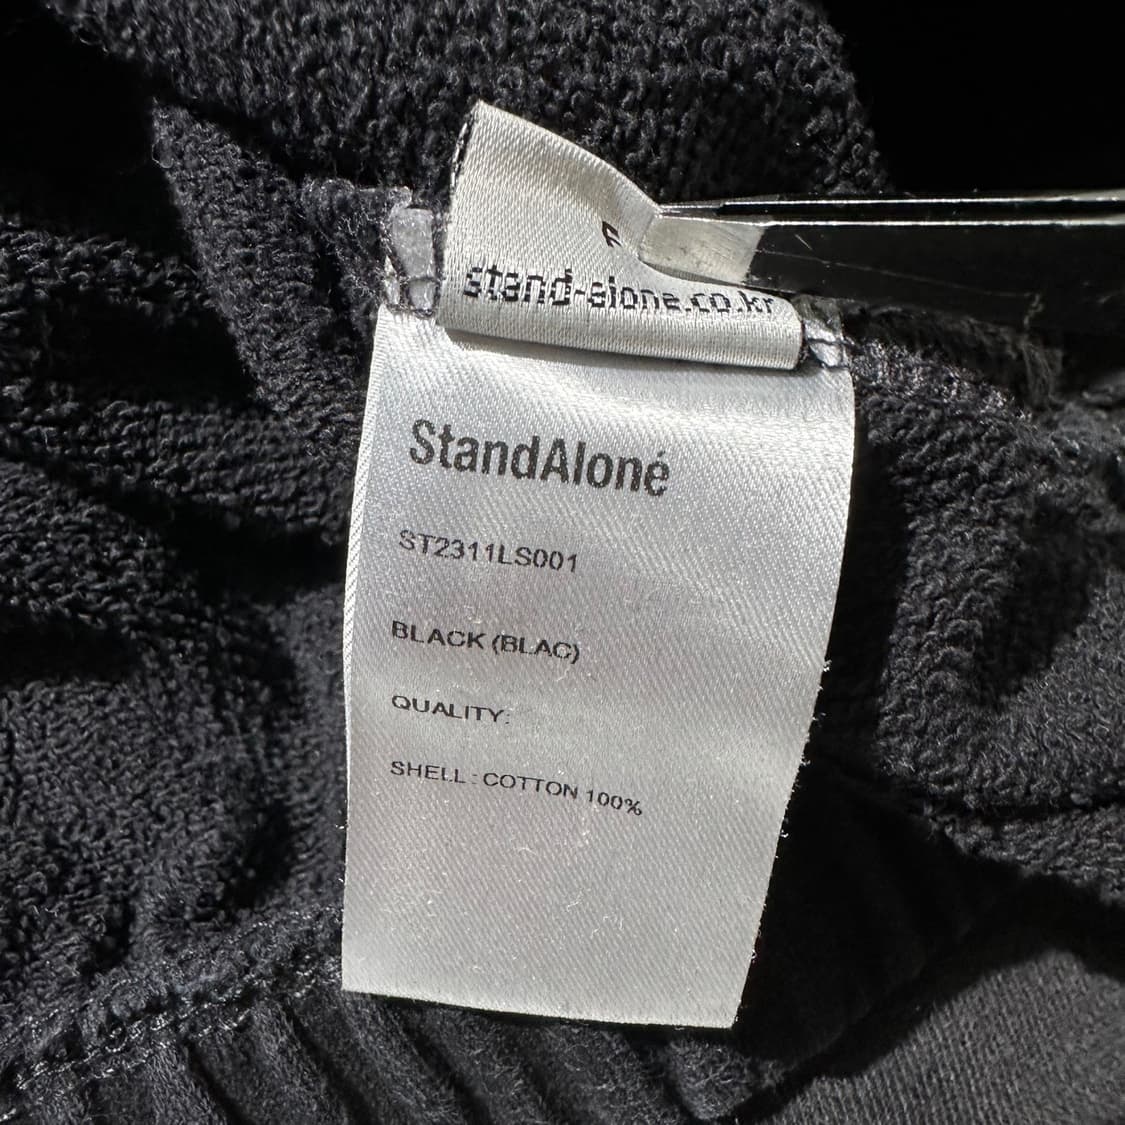 F
stand-alone.co.kr
StandAloné
ST2311LS001
BLACK (BLAC)
QUALITY:
SHELL : COTTON 100%